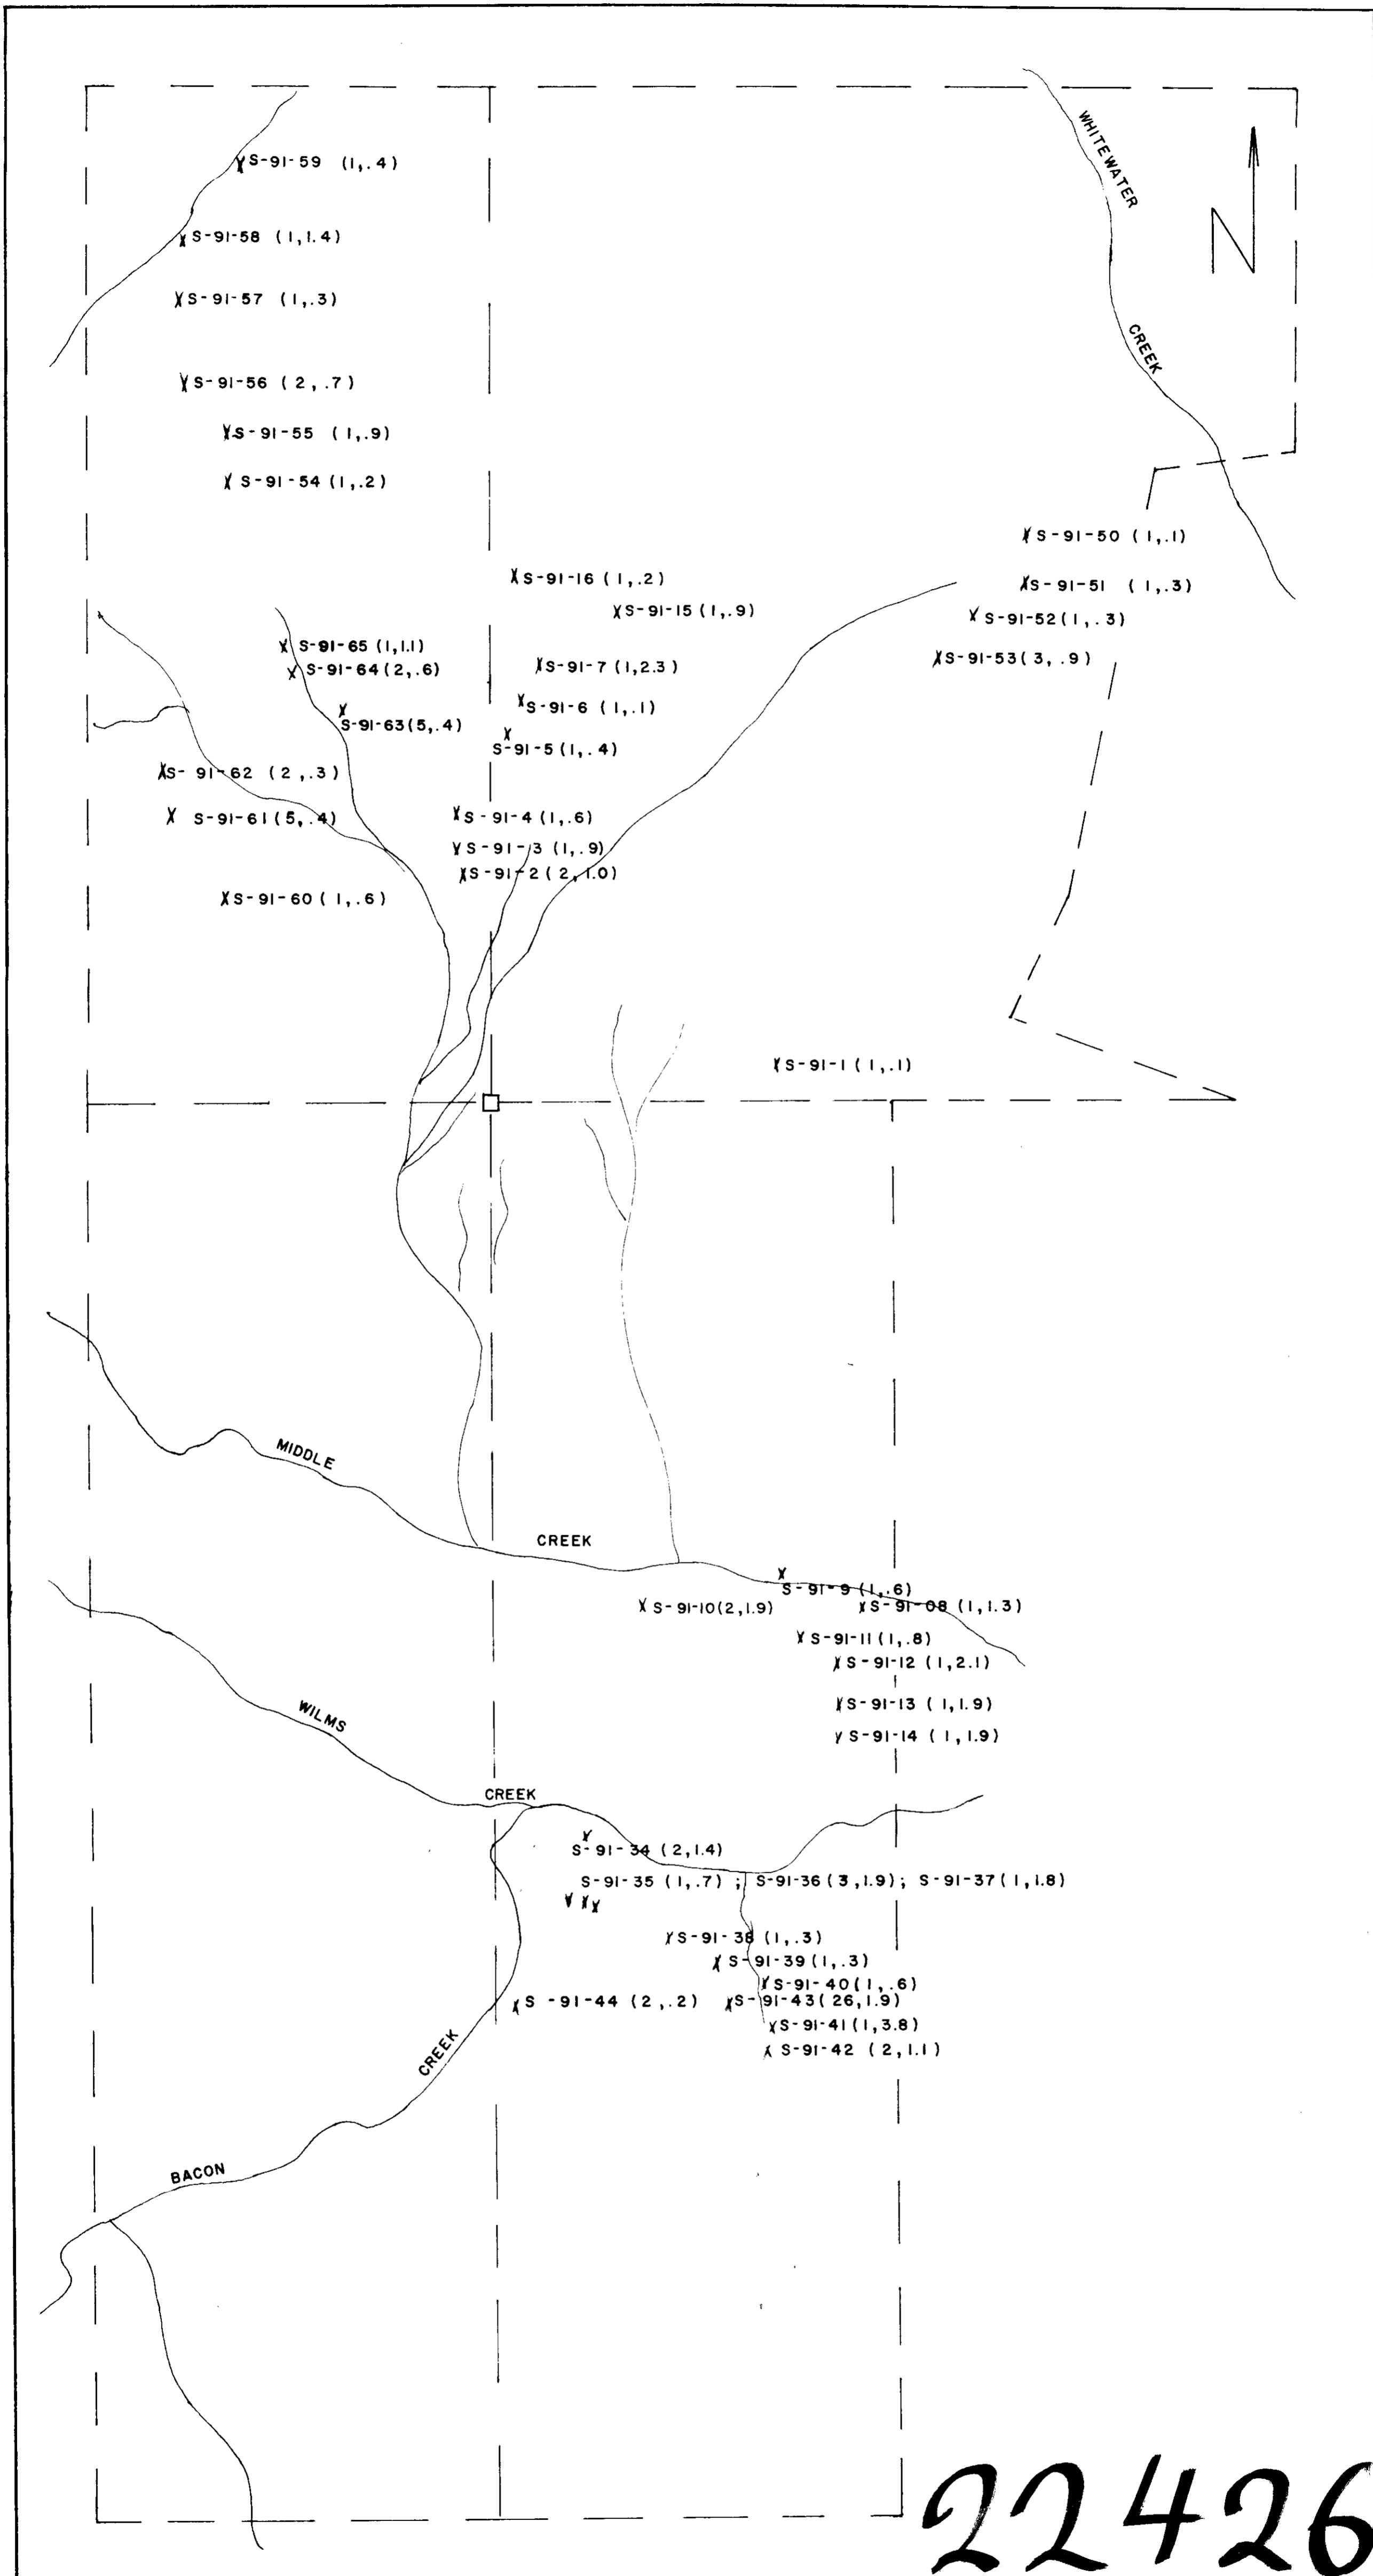 WHITEWATER
N
S-91-59 (1,.4)
S-91-58 (1,1.4)
S-91-57 (1,.3)
CREEK
S-91-56 (2,.7)
S-91-55 (1,.9)
S-91-54 (1,.2)
S-91-50 (1,.1)
S-91-16 (1,.2)
S-91-51 (1,.3)
S-91-15 (1,.9)
S-91-52 (1,.3)
S-91-65 (1,1.1)
S-91-53 (3,.9)
S-91-64 (2,.6)
S-91-7 (1,2.3)
S-91-6 (1,.1)
S-91-63 (5,.4)
S-91-5 (1,.4)
S-91-62 (2,.3)
S-91-61 (5,.4)
S-91-4 (1,.6)
S-91-3 (1,.9)
S-91-2 (2,1.0)
S-91-60 (1,.6)
S-91-1 (1,.1)
MIDDLE
CREEK
S-91-9 (1,.6)
S-91-10 (2,1.9)
S-91-08 (1,1.3)
S-91-11 (1,.8)
S-91-12 (1,2.1)
S-91-13 (1,1.9)
WILMS
S-91-14 (1,1.9)
CREEK
S-91-34 (2,1.4)
S-91-35 (1,.7) ; S-91-36 (3,1.9); S-91-37 (1,1.8)
S-91-38 (1,.3)
S-91-39 (1,.3)
S-91-40 (1,.6)
S-91-44 (2,.2)
S-91-43 (26,1.9)
S-91-41 (1,3.8)
S-91-42 (2,1.1)
CREEK
BACON
22426